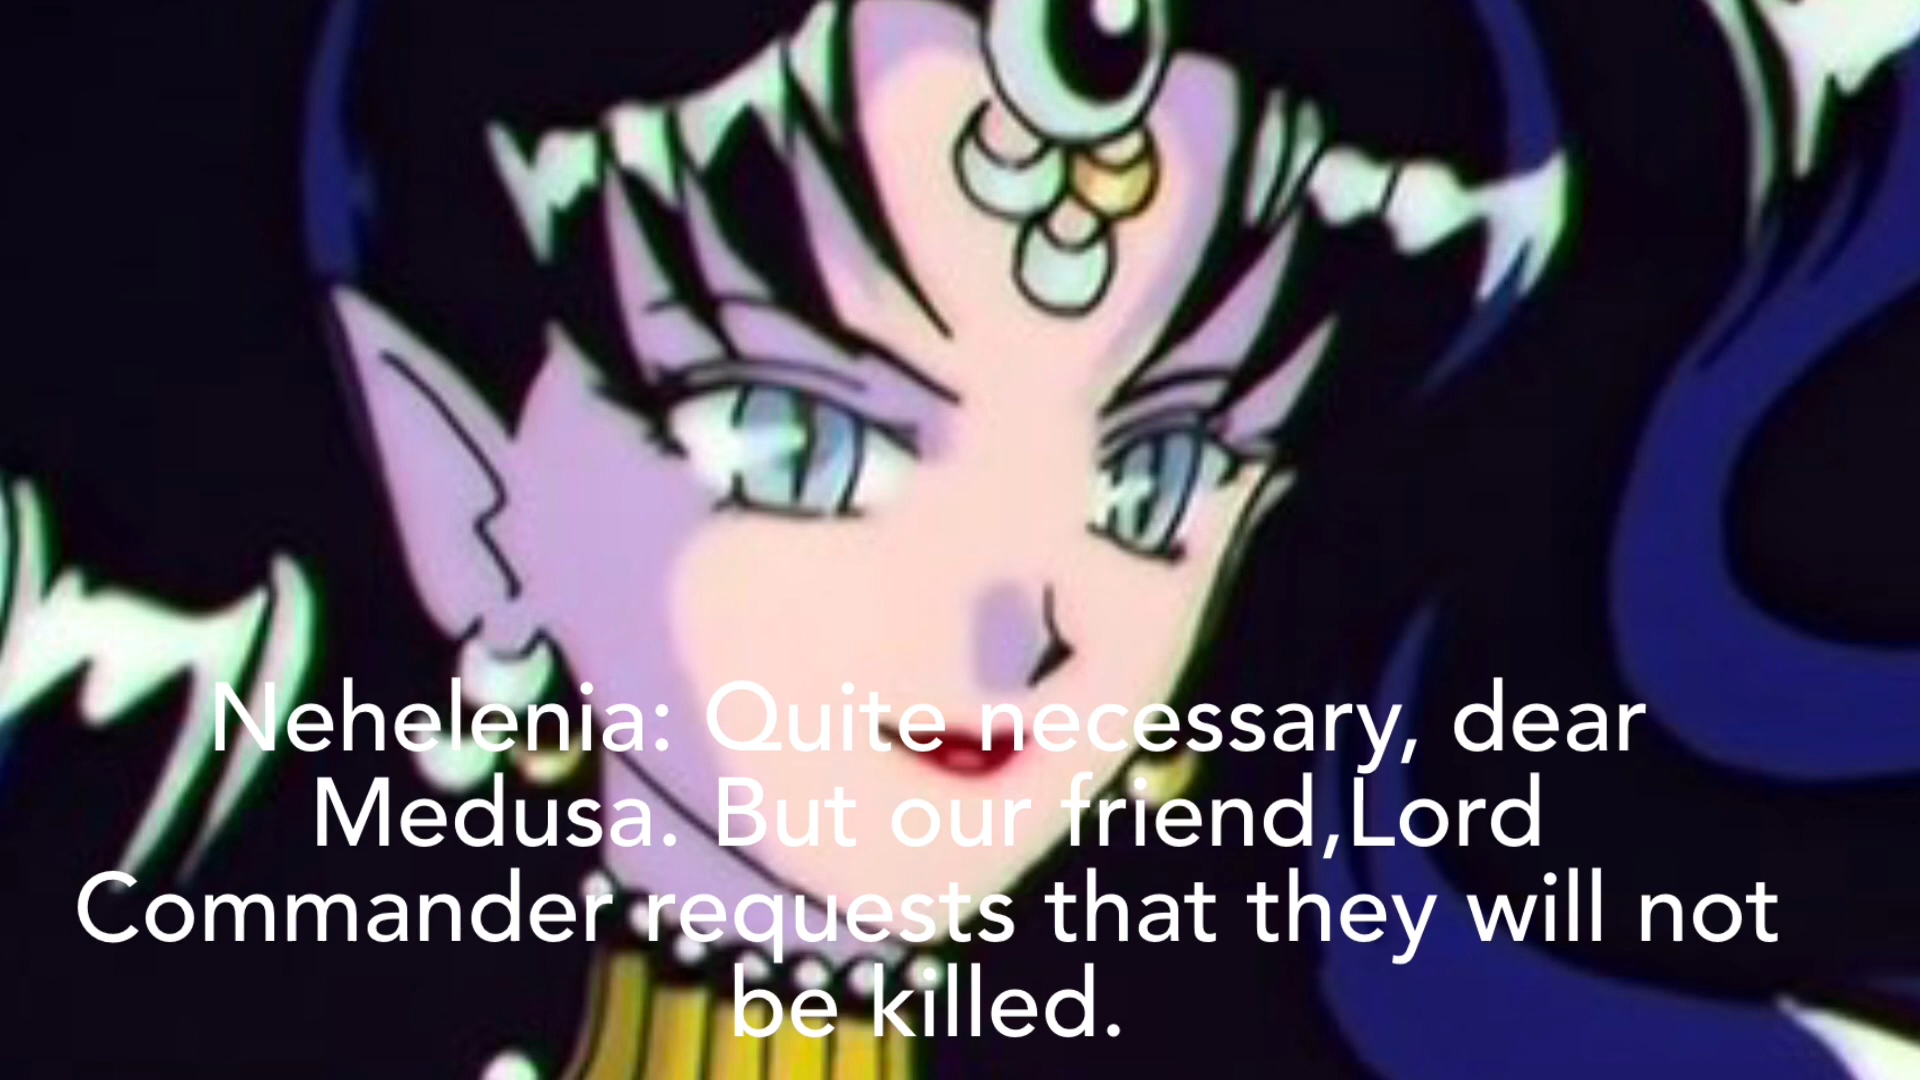 Nehelenia: Quite necessary, dear
Medusa. But our friend,Lord
Commander requests that they will not
be killed.